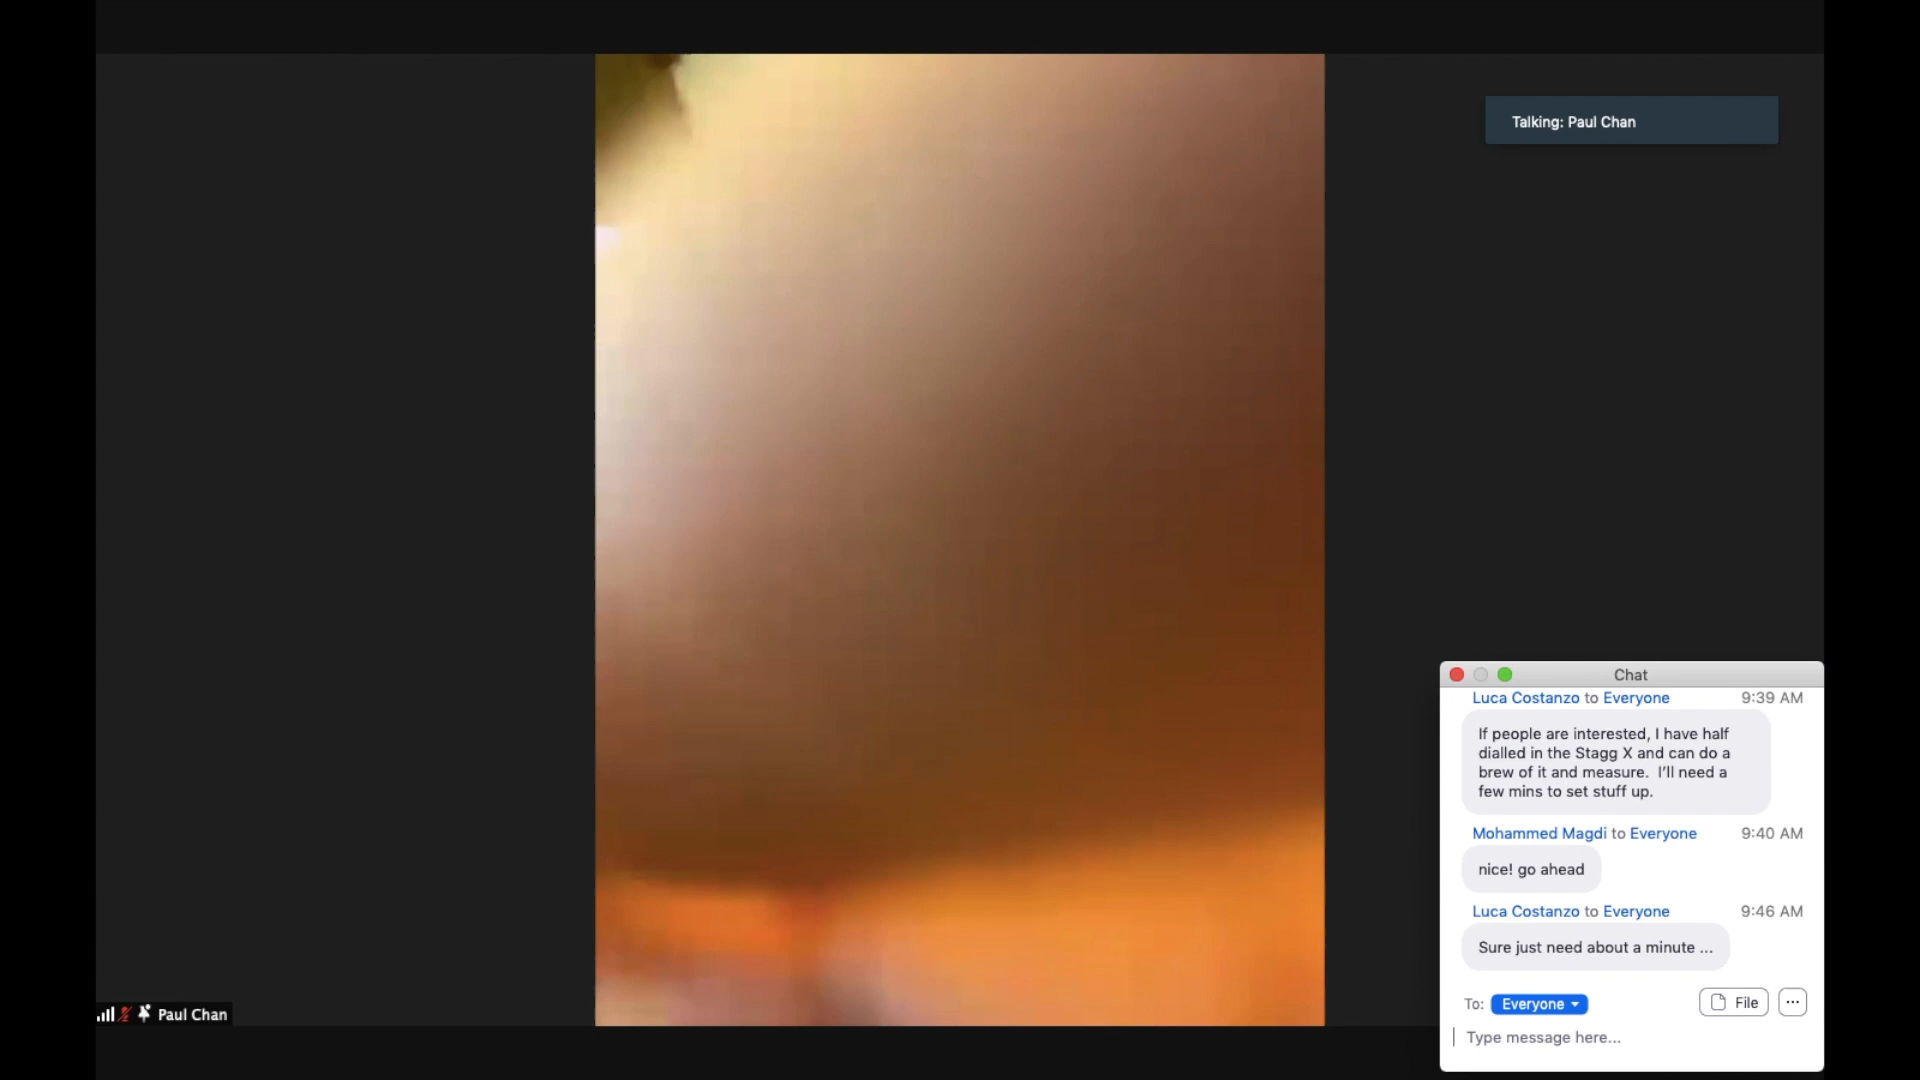 Talking: Paul Chan
Chat
Luca Costanzo to Everyone 9:39 AM
If people are interested, I have half
dialled in the Stagg X and can do a
brew of it and measure.  I'll need a
few mins to set stuff up.
Mohammed Magdi to Everyone 9:40 AM
nice! go ahead
Luca Costanzo to Everyone 9:46 AM
Sure just need about a minute ...
To: Everyone File ...
Type message here...
Paul Chan